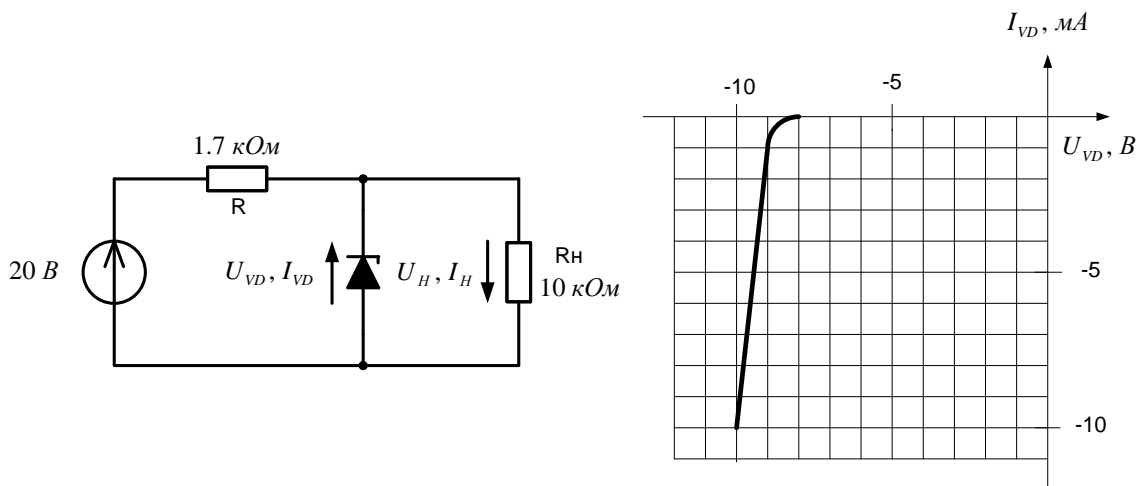 1.7 кОм
R
20 В
U_VD, I_VD
U_H, I_H
Rн
10 кОм
I_VD, мА
-10
-5
U_VD, В
-5
-10